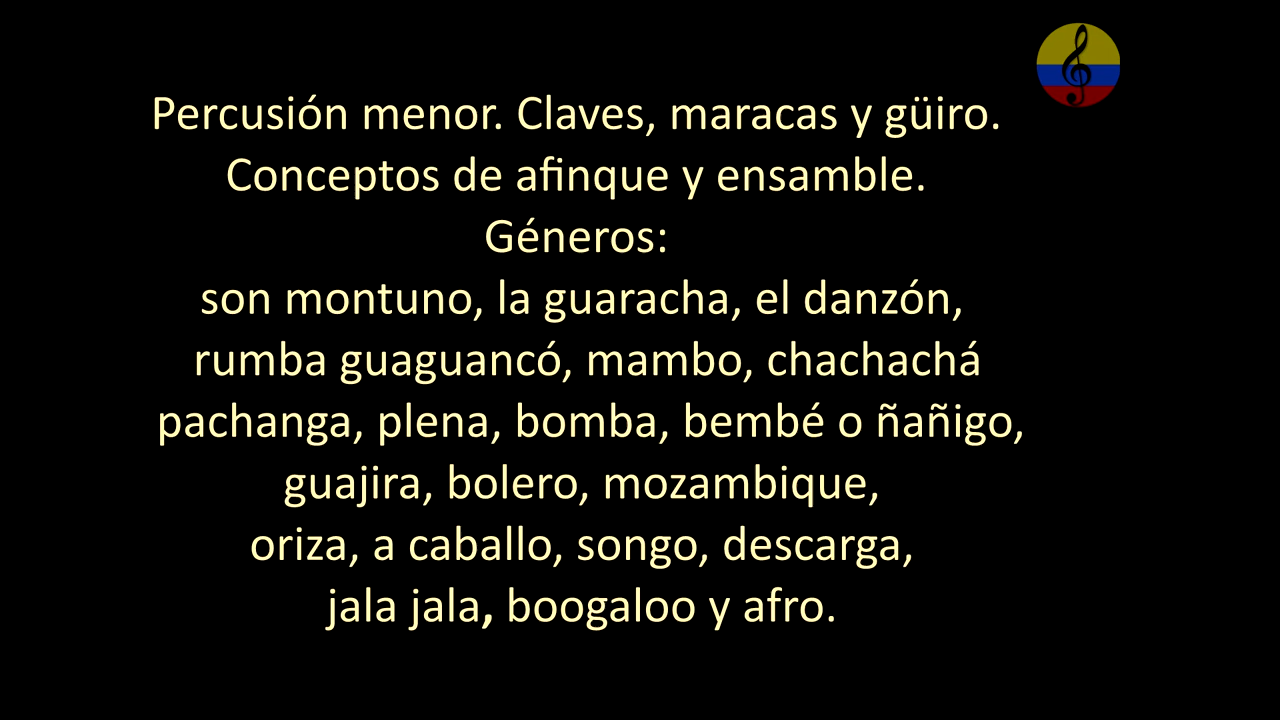 Percusión menor. Claves, maracas y güiro.
Conceptos de afinque y ensamble.
Géneros:
son montuno, la guaracha, el danzón,
rumba guaguancó, mambo, chachachá
pachanga, plena, bomba, bembé o ñañigo,
guajira, bolero, mozambique,
oriza, a caballo, songo, descarga,
jala jala, boogaloo y afro.